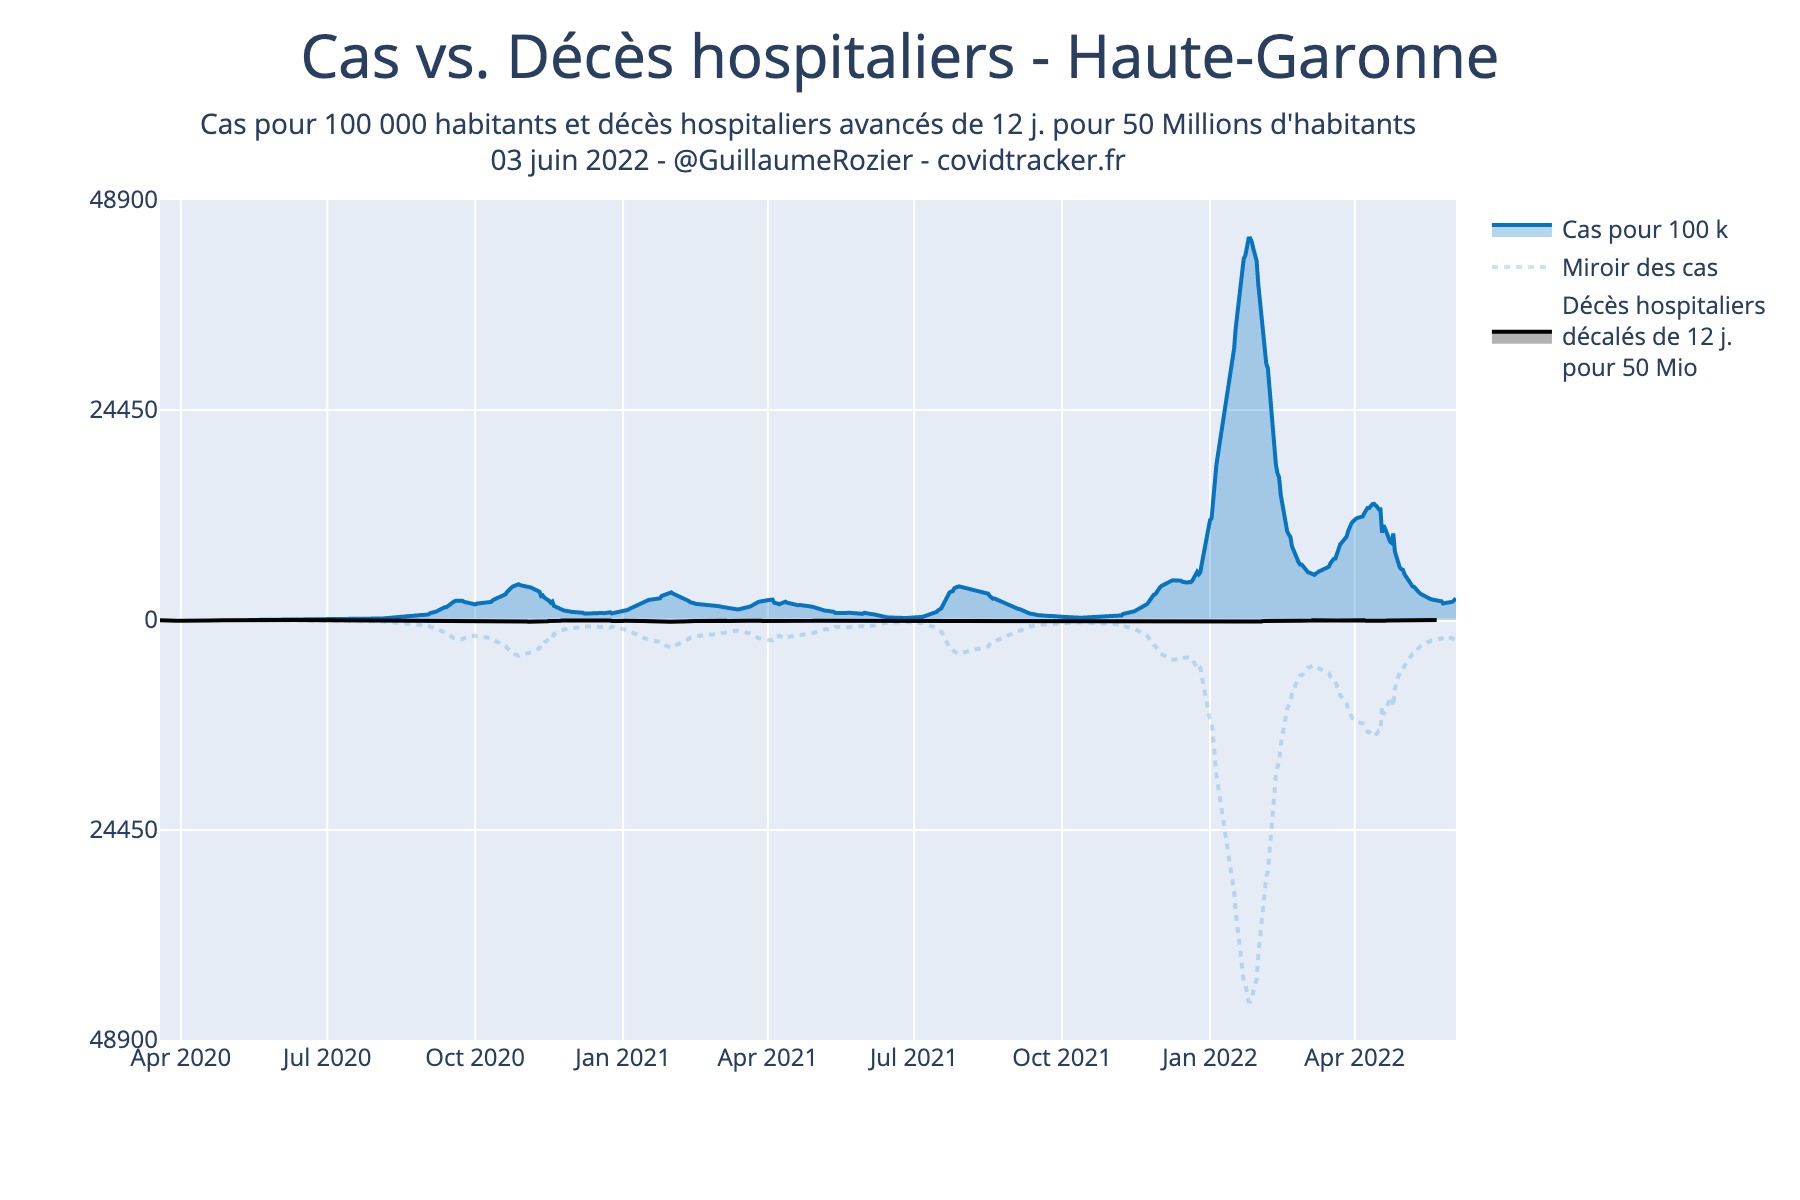 Cas vs. Décès hospitaliers - Haute-Garonne
Cas pour 100 000 habitants et décès hospitaliers avancés de 12 j. pour 50 Millions d'habitants
03 juin 2022 - @GuillaumeRozier - covidtracker.fr
48900
24450
0
24450
48900
Apr 2020
Jul 2020
Oct 2020
Jan 2021
Apr 2021
Jul 2021
Oct 2021
Jan 2022
Apr 2022
Cas pour 100 k
Miroir des cas
Décès hospitaliers
décalés de 12 j.
pour 50 Mio